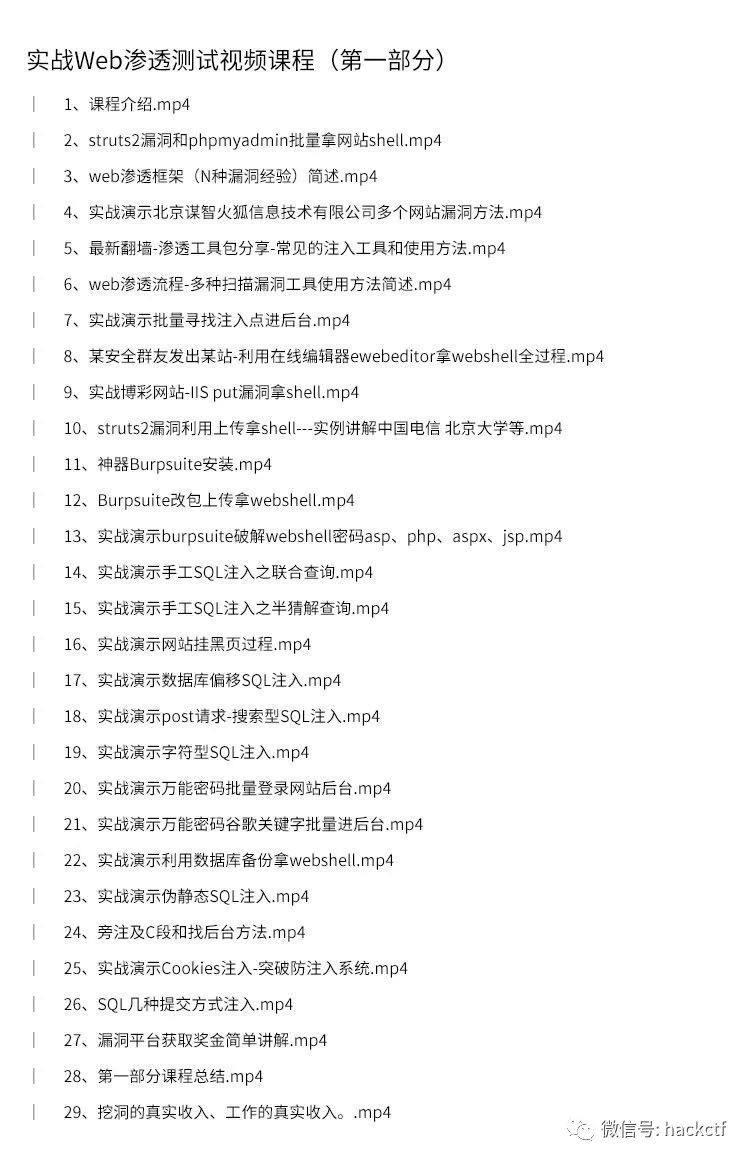 实战Web渗透测试视频课程（第一部分）
1、课程介绍.mp4
2、struts2漏洞和phpmyadmin批量拿网站shell.mp4
3、web渗透框架（N种漏洞经验）简述.mp4
4、实战演示北京谋智火狐信息技术有限公司多个网站漏洞方法.mp4
5、最新翻墙-渗透工具包分享-常见的注入工具和使用方法.mp4
6、web渗透流程-多种扫描漏洞工具使用方法简述.mp4
7、实战演示批量寻找注入点进后台.mp4
8、某安全群友发出某站-利用在线编辑器ewebeditor拿webshell全过程.mp4
9、实战博彩网站-IIS put漏洞拿shell.mp4
10、struts2漏洞利用上传拿shell---实例讲解中国电信 北京大学等.mp4
11、神器Burpsuite安装.mp4
12、Burpsuite改包上传拿webshell.mp4
13、实战演示burpsuite破解webshell密码asp、php、aspx、jsp.mp4
14、实战演示手工SQL注入之联合查询.mp4
15、实战演示手工SQL注入之半猜解查询.mp4
16、实战演示网站挂黑页过程.mp4
17、实战演示数据库偏移SQL注入.mp4
18、实战演示post请求-搜索型SQL注入.mp4
19、实战演示字符型SQL注入.mp4
20、实战演示万能密码批量登录网站后台.mp4
21、实战演示万能密码谷歌关键字批量进后台.mp4
22、实战演示利用数据库备份拿webshell.mp4
23、实战演示伪静态SQL注入.mp4
24、旁注及C段和找后台方法.mp4
25、实战演示Cookies注入-突破防注入系统.mp4
26、SQL几种提交方式注入.mp4
27、漏洞平台获取奖金简单讲解.mp4
28、第一部分课程总结.mp4
29、挖洞的真实收入、工作的真实收入。.mp4
微信号: hackctf